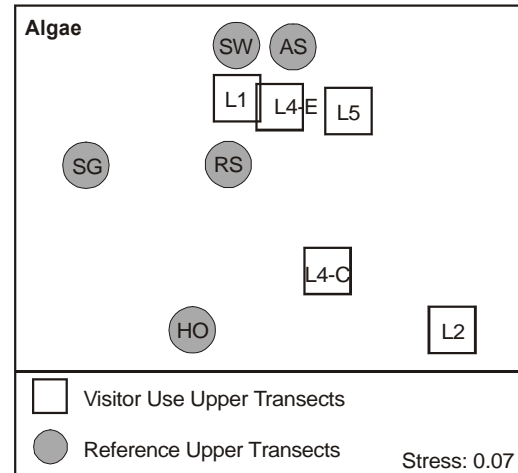 Algae
SW AS
L1 L4-E L5
SG RS
L4-C
HO L2
Visitor Use Upper Transects
Reference Upper Transects
Stress: 0.07